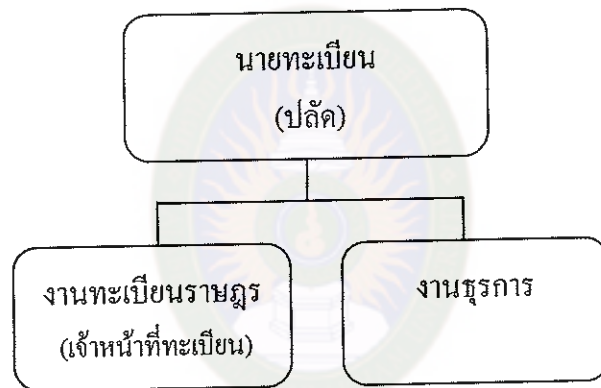 นายทะเบียน
(ปลัด)
งานทะเบียนราษฎร
(เจ้าหน้าที่ทะเบียน)
งานธุรการ